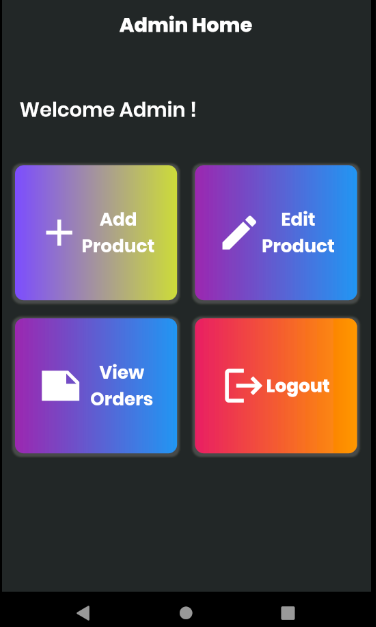 Admin Home
Welcome Admin !
Add
Product
Edit
Product
View
Orders
Logout